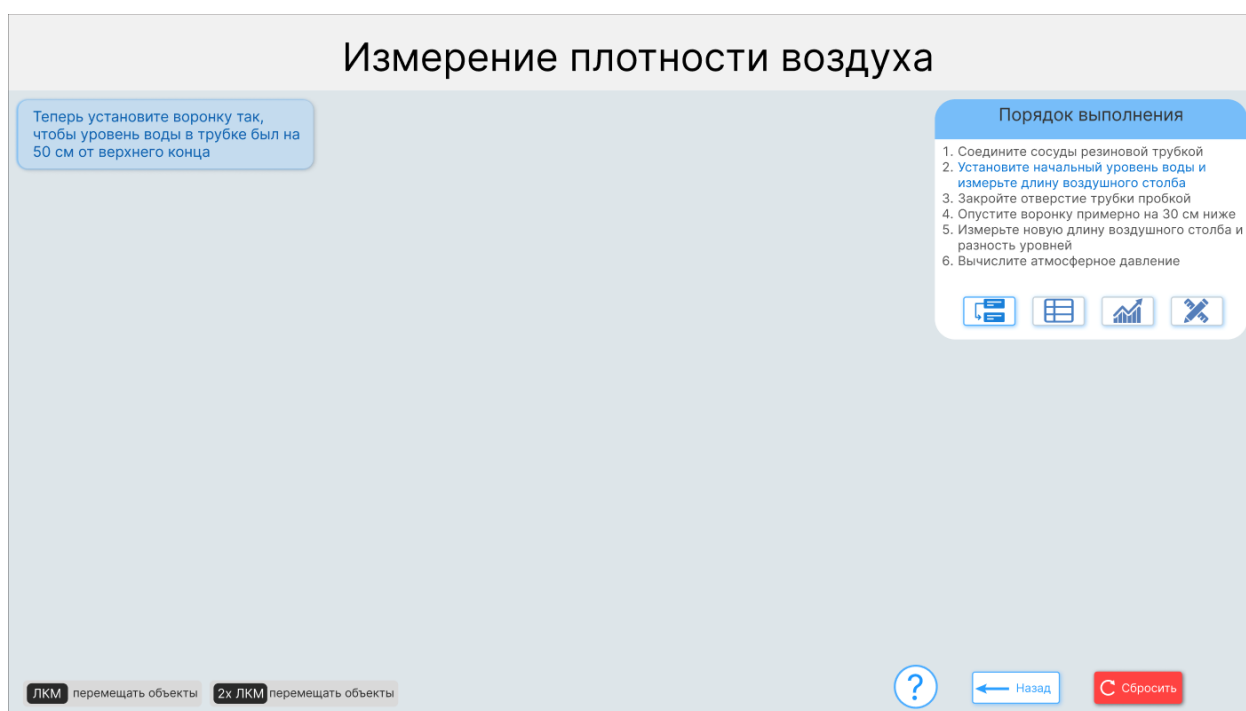 Измерение плотности воздуха
Теперь установите воронку так,
чтобы уровень воды в трубке был на
50 см от верхнего конца
Порядок выполнения
1. Соедините сосуды резиновой трубкой
2. Установите начальный уровень воды и
измерьте длину воздушного столба
3. Закройте отверстие трубки пробкой
4. Опустите воронку примерно на 30 см ниже
5. Измерьте новую длину воздушного столба и
разность уровней
6. Вычислите атмосферное давление
ЛКМ перемещать объекты 2x ЛКМ перемещать объекты
? Назад Сбросить